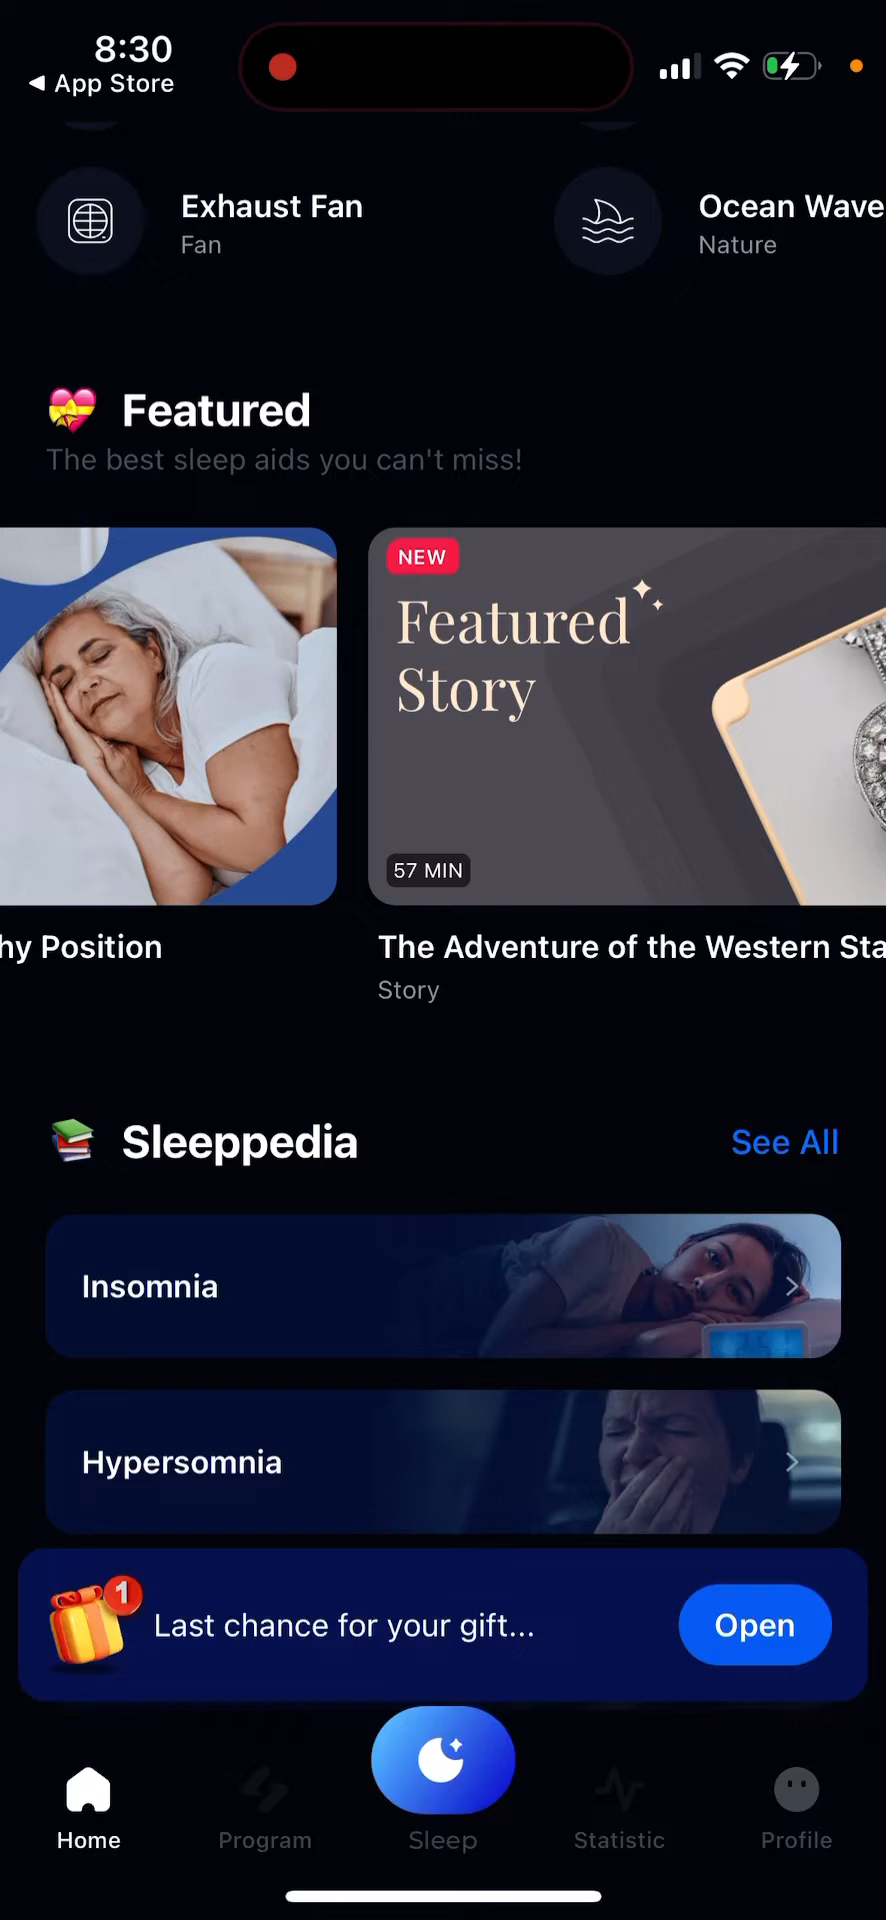 8:30
◀ App Store
Exhaust Fan
Fan
Ocean Wave
Nature
💝 Featured
The best sleep aids you can't miss!
NEW
Featured
Story
57 MIN
hy Position
The Adventure of the Western Sta
Story
📚 Sleeppedia
See All
Insomnia
Hypersomnia
1
Last chance for your gift...
Open
Home
Program
Sleep
Statistic
Profile